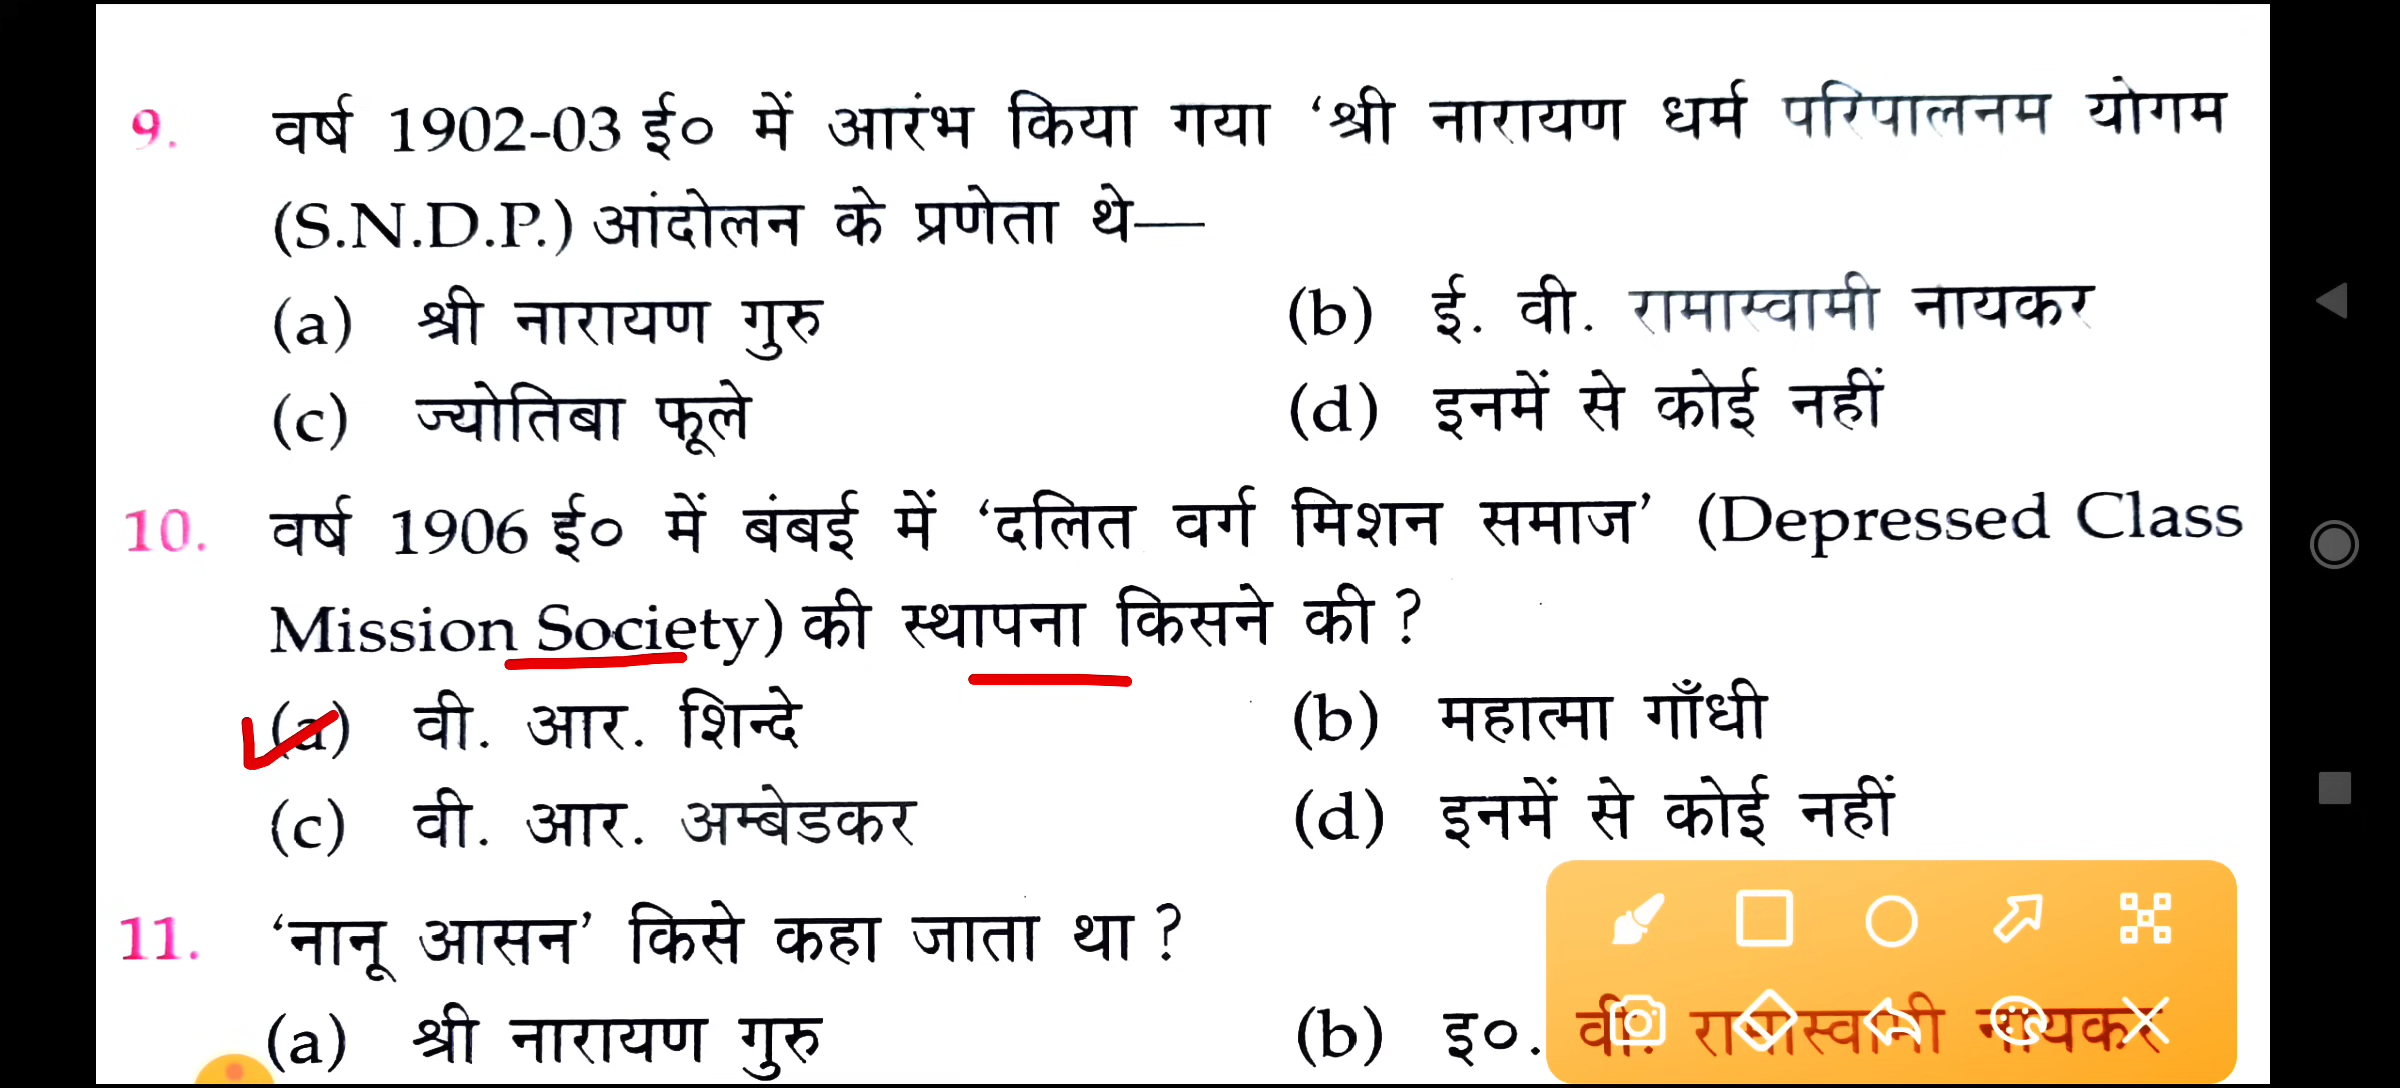 9. वर्ष 1902-03 ई० में आरंभ किया गया ‘श्री नारायण धर्म परिपालनम योगम
(S.N.D.P.) आंदोलन के प्रणेता थे—
(a) श्री नारायण गुरु (b) ई. वी. रामास्वामी नायकर
(c) ज्योतिबा फूले (d) इनमें से कोई नहीं
10. वर्ष 1906 ई० में बंबई में ‘दलित वर्ग मिशन समाज’ (Depressed Class
Mission Society) की स्थापना किसने की ?
(a) वी. आर. शिन्दे (b) महात्मा गाँधी
(c) वी. आर. अम्बेडकर (d) इनमें से कोई नहीं
11. ‘नानू आसन’ किसे कहा जाता था ?
(a) श्री नारायण गुरु (b) इ०. वी. रामास्वामी नायकर